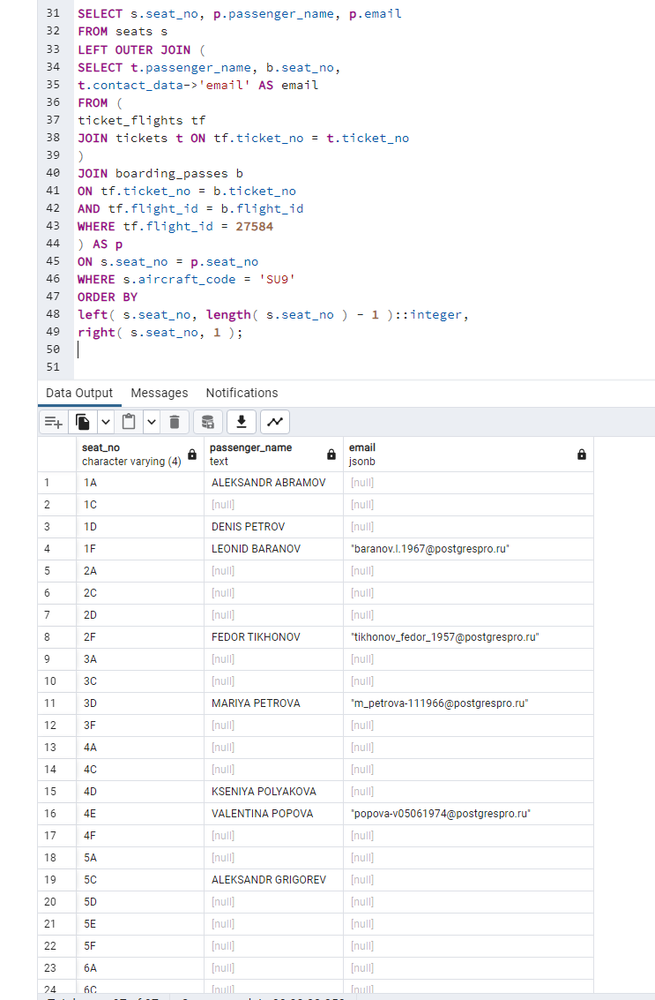 31 SELECT s.seat_no, p.passenger_name, p.email
32 FROM seats s
33 LEFT OUTER JOIN (
34 SELECT t.passenger_name, b.seat_no,
35 t.contact_data->'email' AS email
36 FROM (
37 ticket_flights tf
38 JOIN tickets t ON tf.ticket_no = t.ticket_no
39 )
40 JOIN boarding_passes b
41 ON tf.ticket_no = b.ticket_no
42 AND tf.flight_id = b.flight_id
43 WHERE tf.flight_id = 27584
44 ) AS p
45 ON s.seat_no = p.seat_no
46 WHERE s.aircraft_code = 'SU9'
47 ORDER BY
48 left( s.seat_no, length( s.seat_no ) - 1 )::integer,
49 right( s.seat_no, 1 );
50
51
Data Output Messages Notifications
seat_no passenger_name email
character varying (4) text jsonb
1 1A ALEKSANDR ABRAMOV [null]
2 1C [null] [null]
3 1D DENIS PETROV [null]
4 1F LEONID BARANOV "baranov.l.1967@postgrespro.ru"
5 2A [null] [null]
6 2C [null] [null]
7 2D [null] [null]
8 2F FEDOR TIKHONOV "tikhonov_fedor_1957@postgrespro.ru"
9 3A [null] [null]
10 3C [null] [null]
11 3D MARIYA PETROVA "m_petrova-111966@postgrespro.ru"
12 3F [null] [null]
13 4A [null] [null]
14 4C [null] [null]
15 4D KSENIYA POLYAKOVA [null]
16 4E VALENTINA POPOVA "popova-v05061974@postgrespro.ru"
17 4F [null] [null]
18 5A [null] [null]
19 5C ALEKSANDR GRIGOREV [null]
20 5D [null] [null]
21 5E [null] [null]
22 5F [null] [null]
23 6A [null] [null]
24 6C [null] [null]